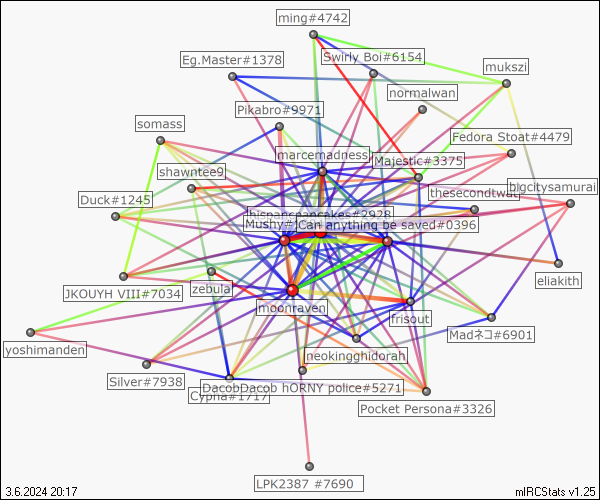 ming#4742
Swirly Boi#6154
Eg.Master#1378
mukszi
normalwan
Pikabro#9971
somass
Fedora Stoat#4479
marcemadness
Majestic#3375
shawntee9
thesecondtwat
bigcitysamurai
Duck#1245
hispanicpancakes#2928
Mushy#
Can anything be saved#0396
eliakith
JKOUYH VIII#7034
zebula
moonraven
frisout
Madネコ#6901
yoshimanden
neokingghidorah
Silver#7938
DacobDacob hORNY police#5271
Cypha#1717
Pocket Persona#3326
LPK2387 #7690
3.6.2024 20:17
mIRCStats v1.25